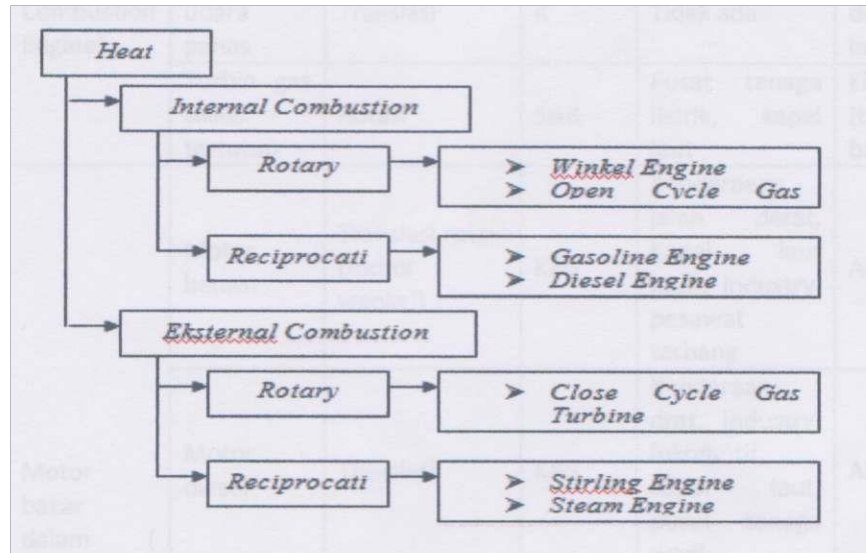 Heat
Internal Combustion
Rotary
➤ Winkel Engine
➤ Open Cycle Gas
Reciprocati
➤ Gasoline Engine
➤ Diesel Engine
Eksternal Combustion
Rotary
➤ Close Cycle Gas
Turbine
Reciprocati
➤ Stirling Engine
➤ Steam Engine